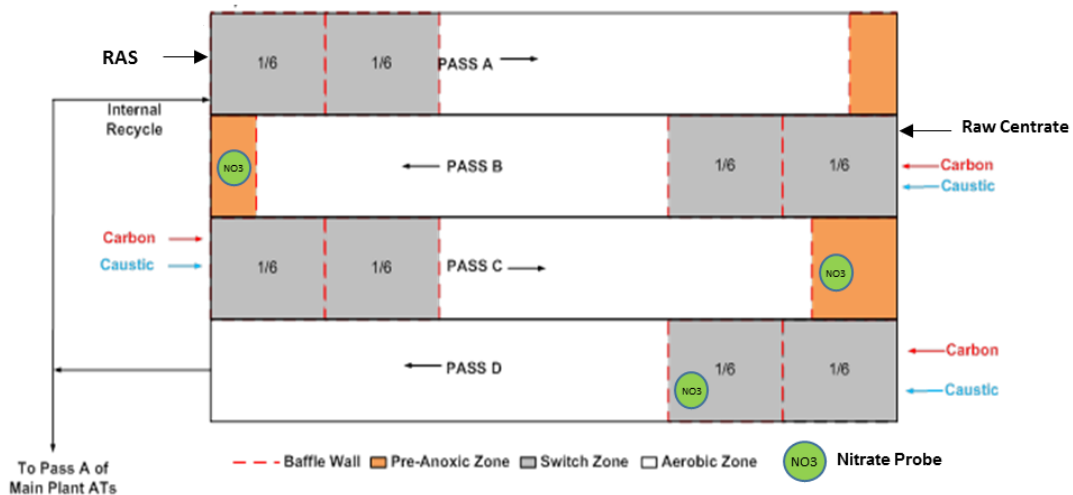 RAS
1/6
1/6
PASS A
Internal
Recycle
Raw Centrate
NO3
PASS B
1/6
1/6
Carbon
Caustic
Carbon
Caustic
1/6
1/6
PASS C
NO3
PASS D
NO3
1/6
1/6
Carbon
Caustic
To Pass A of
Main Plant ATs
Baffle Wall
Pre-Anoxic Zone
Switch Zone
Aerobic Zone
NO3
Nitrate Probe